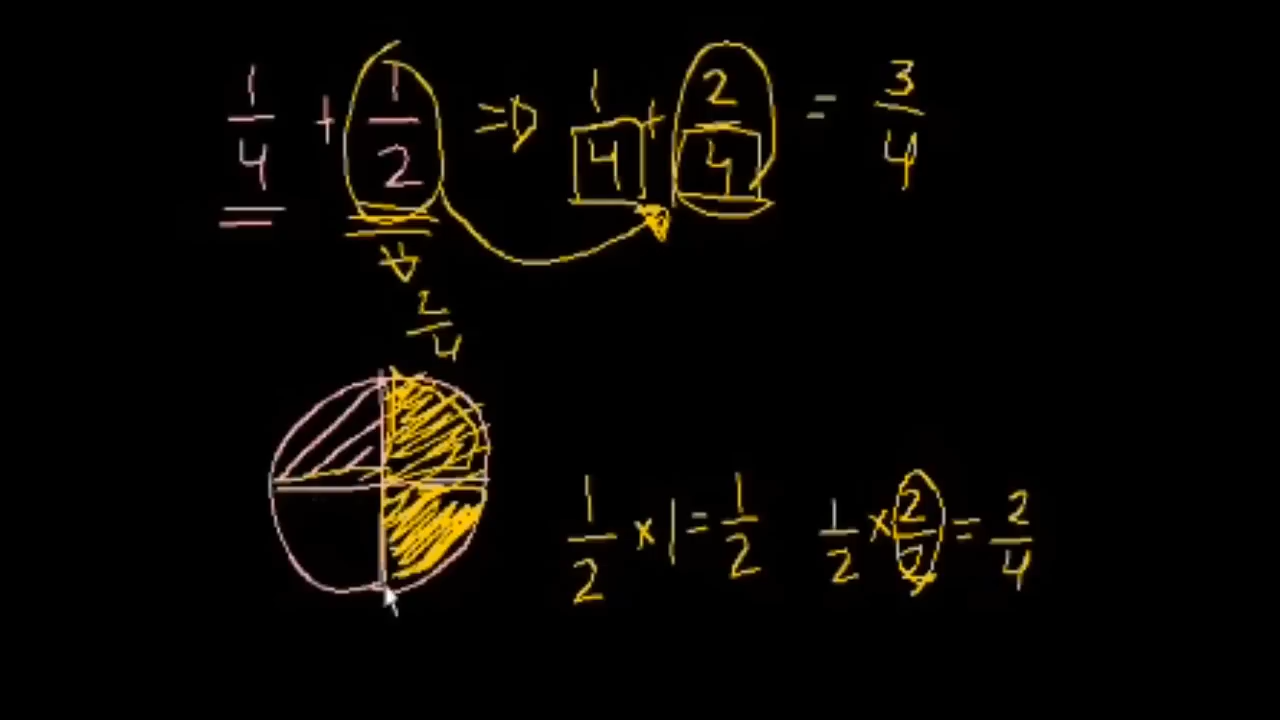 1/4 + 1/2 ⇒ 1/4 + 2/4 = 3/4
2/4
1/2 × 1 = 1/2   1/2 × 2/2 = 2/4